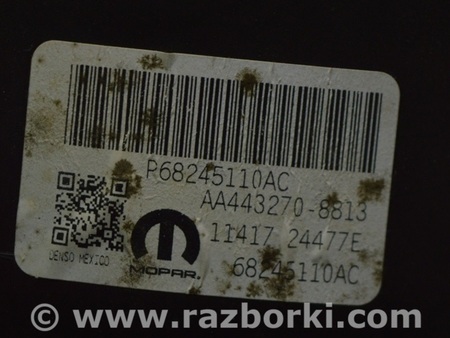 P68245110AC
AA443270-8813
11417 24477E
68245110AC
DENSO MEXICO
MOPAR.
© www.razborki.com